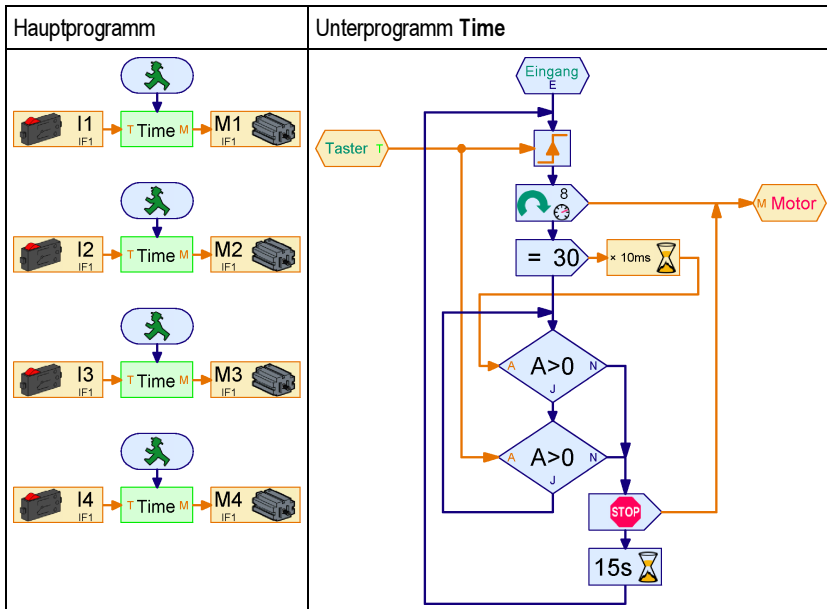 Hauptprogramm
I1
IF1
T Time M
M1
IF1
I2
IF1
T Time M
M2
IF1
I3
IF1
T Time M
M3
IF1
I4
IF1
T Time M
M4
IF1
Unterprogramm Time
Eingang
E
Taster T
8
M Motor
= 30
× 10ms
A
A>0
N
J
A
A>0
N
J
STOP
15s